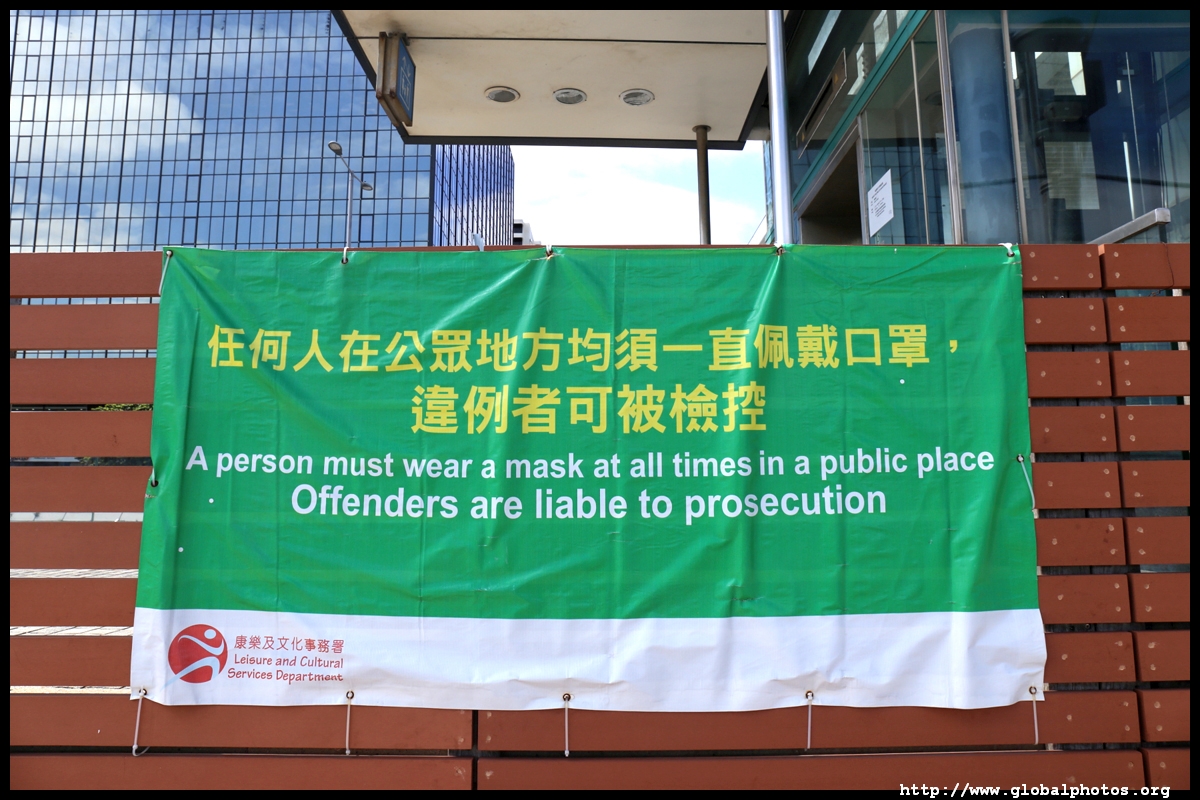 任何人在公眾地方均須一直佩戴口罩，
違例者可被檢控
A person must wear a mask at all times in a public place
Offenders are liable to prosecution
康樂及文化事務署
Leisure and Cultural
Services Department
http://www.globalphotos.org